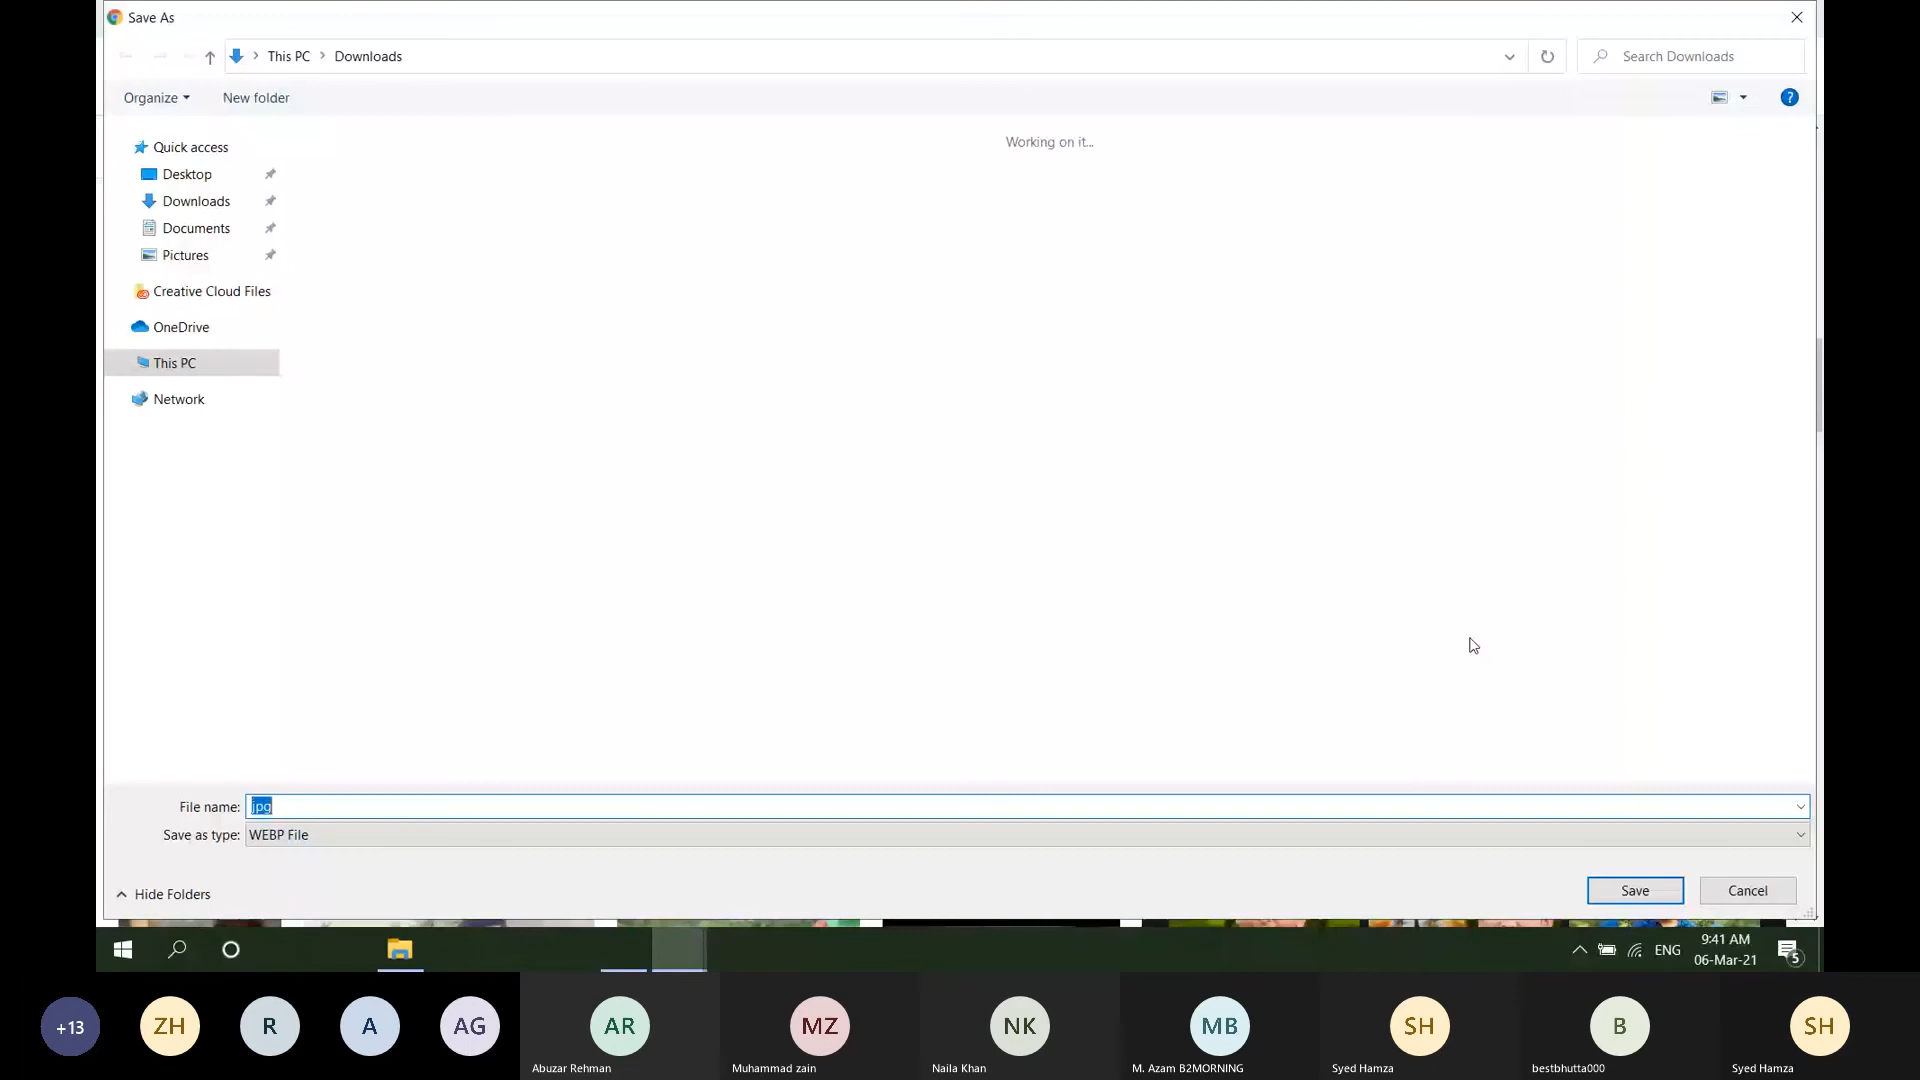 Save As
This PC > Downloads
Search Downloads
Organize
New folder
?
Working on it...
Quick access
Desktop
Downloads
Documents
Pictures
Creative Cloud Files
OneDrive
This PC
Network
File name: jpg
Save as type: WEBP File
Hide Folders
Save
Cancel
ENG
9:41 AM
06-Mar-21
5
+13
ZH
R
A
AG
AR
MZ
NK
MB
SH
B
SH
Abuzar Rehman
Muhammad zain
Naila Khan
M. Azam B2MORNING
Syed Hamza
bestbhutta000
Syed Hamza